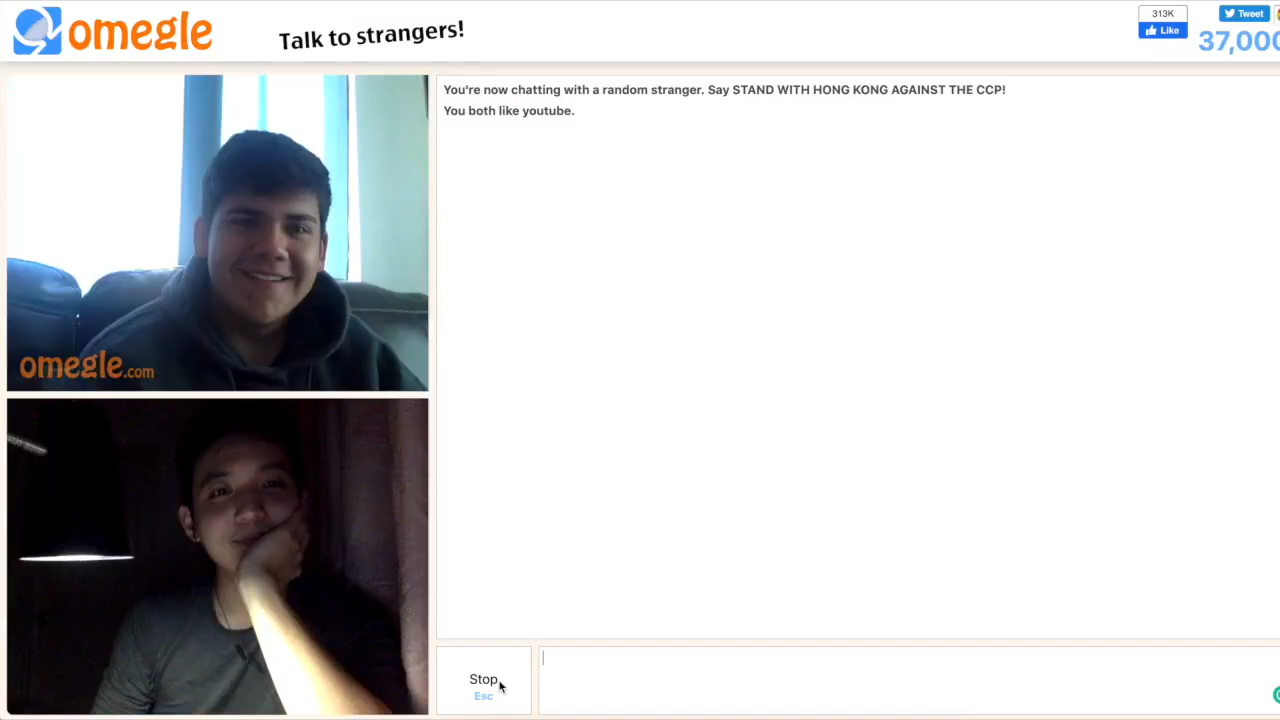 omegle
Talk to strangers!
313K
Like
Tweet
37,000
You're now chatting with a random stranger. Say STAND WITH HONG KONG AGAINST THE CCP!
You both like youtube.
omegle.com
Stop
Esc